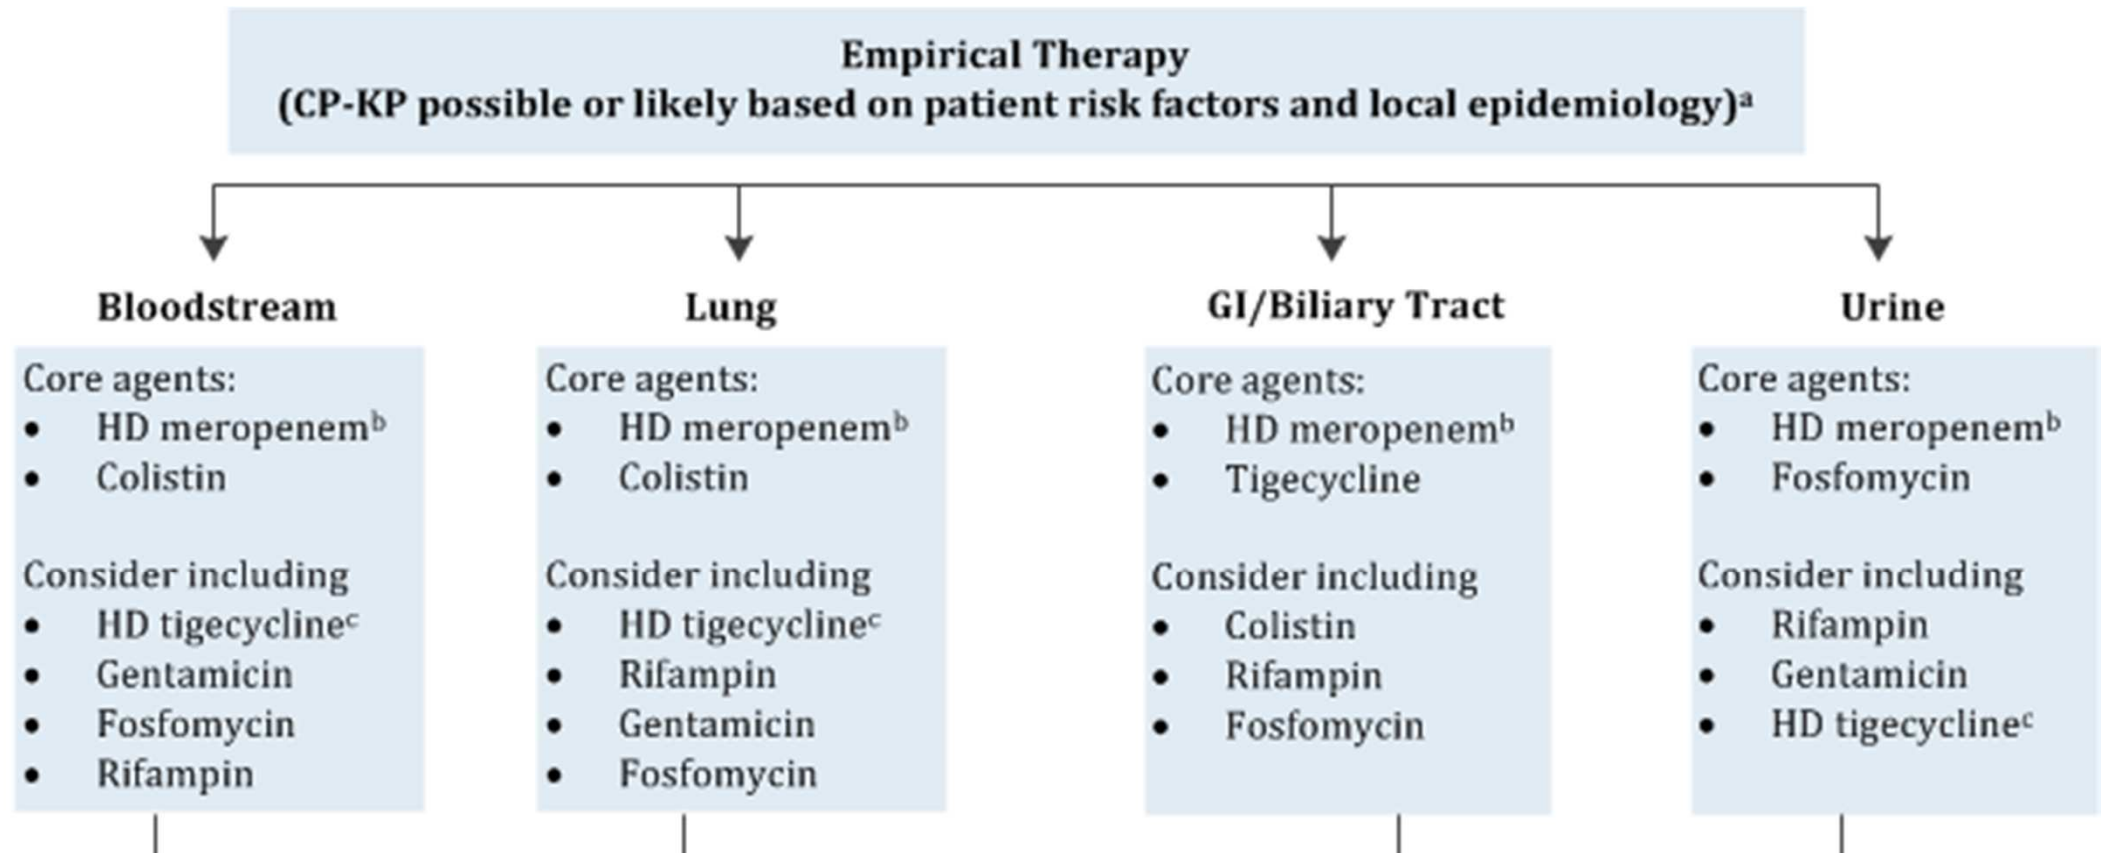 Empirical Therapy
(CP-KP possible or likely based on patient risk factors and local epidemiology)ᵃ
Bloodstream
Core agents:
• HD meropenemᵇ
• Colistin
Consider including
• HD tigecyclineᶜ
• Gentamicin
• Fosfomycin
• Rifampin
Lung
Core agents:
• HD meropenemᵇ
• Colistin
Consider including
• HD tigecyclineᶜ
• Rifampin
• Gentamicin
• Fosfomycin
GI/Biliary Tract
Core agents:
• HD meropenemᵇ
• Tigecycline
Consider including
• Colistin
• Rifampin
• Fosfomycin
Urine
Core agents:
• HD meropenemᵇ
• Fosfomycin
Consider including
• Rifampin
• Gentamicin
• HD tigecyclineᶜ